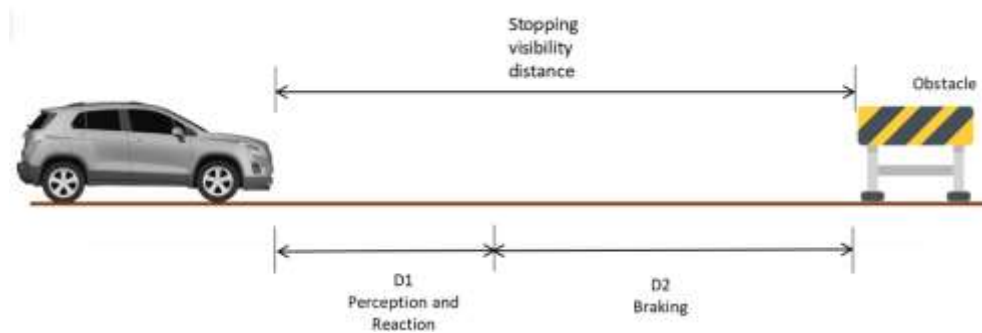 Stopping
visibility
distance
Obstacle
D1
Perception and
Reaction
D2
Braking